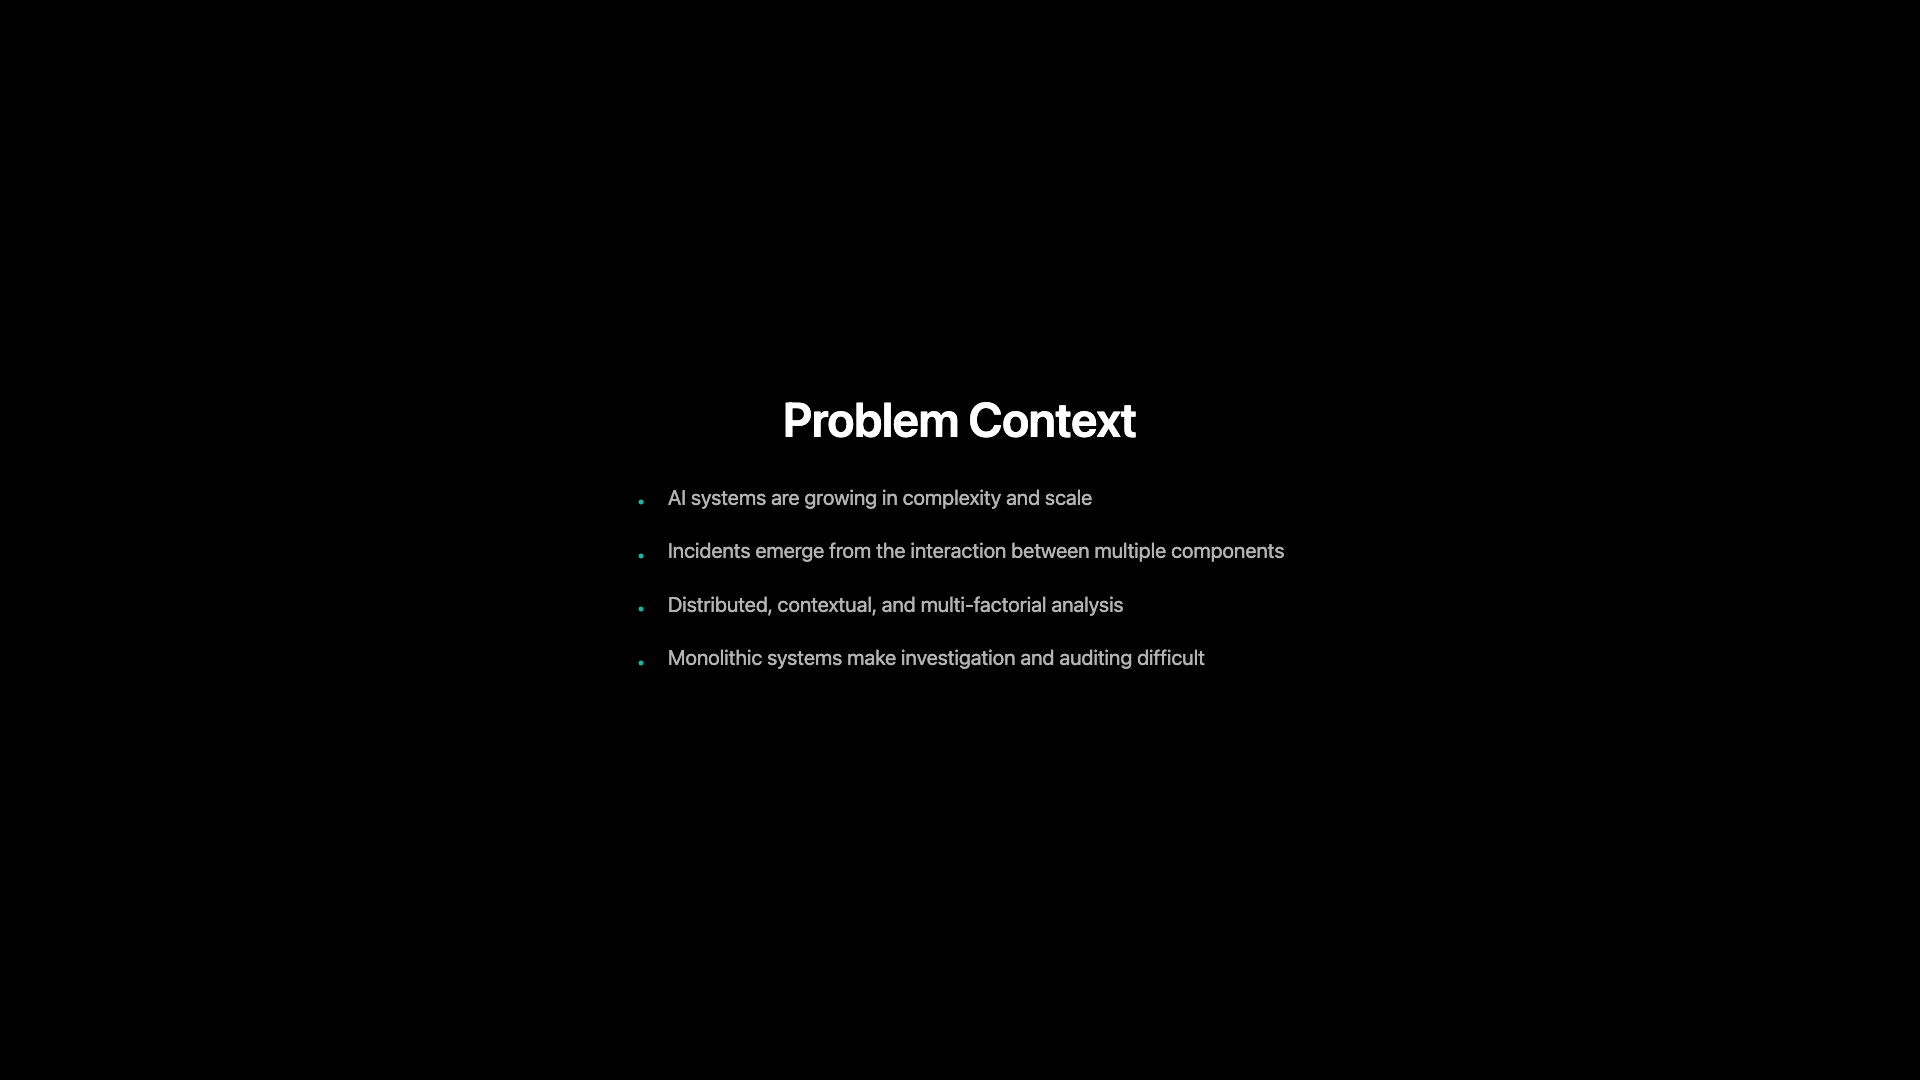 Problem Context
• AI systems are growing in complexity and scale
• Incidents emerge from the interaction between multiple components
• Distributed, contextual, and multi-factorial analysis
• Monolithic systems make investigation and auditing difficult